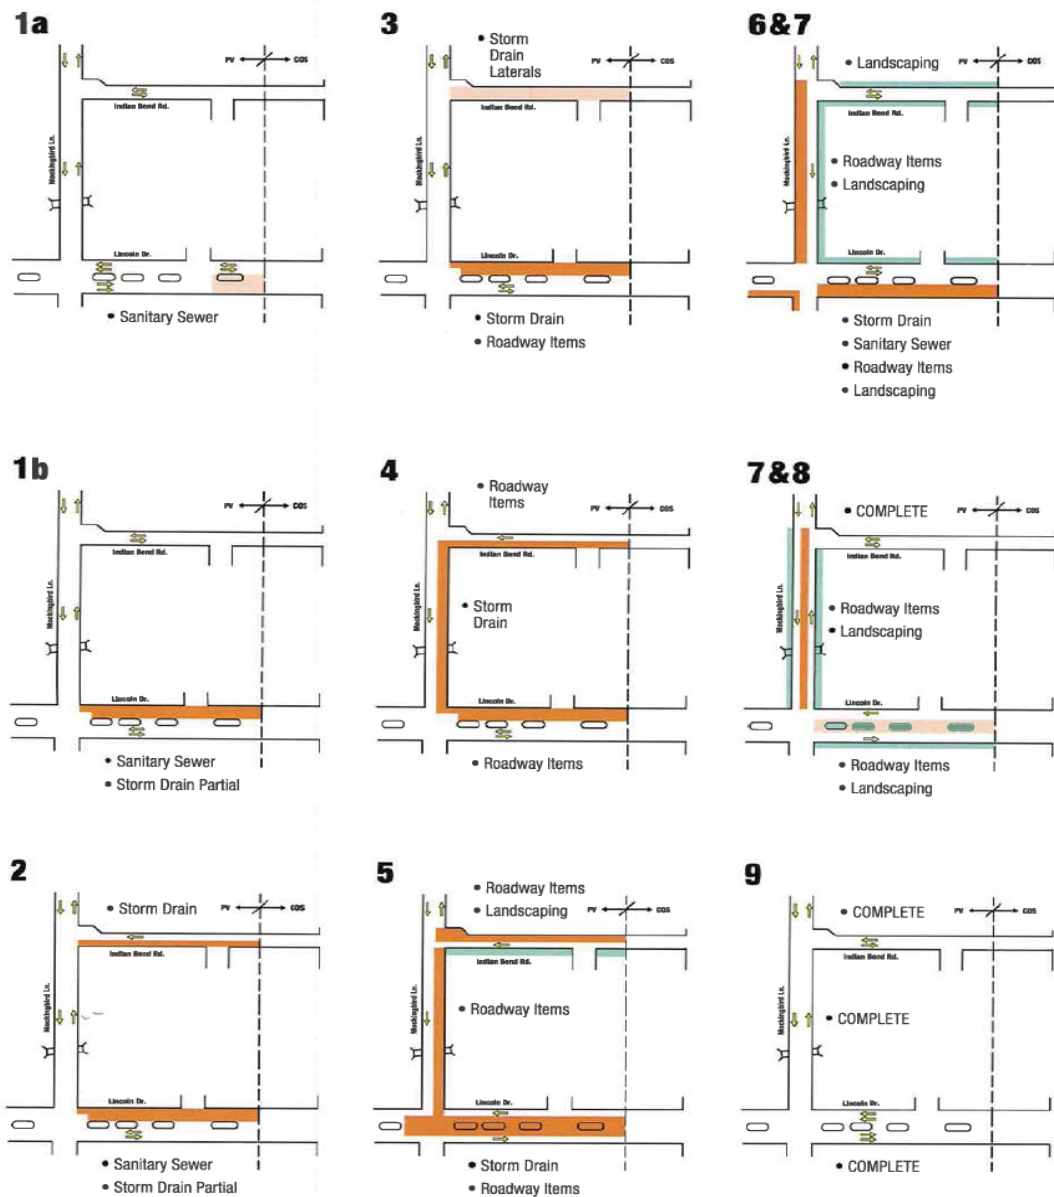 1a
PV COS
Indian Bend Rd.
Mockingbird Ln.
Lincoln Dr.
• Sanitary Sewer
3
• Storm
Drain
Laterals
PV COS
Indian Bend Rd.
Mockingbird Ln.
Lincoln Dr.
• Storm Drain
• Roadway Items
6&7
• Landscaping
PV COS
Indian Bend Rd.
Mockingbird Ln.
• Roadway Items
• Landscaping
Lincoln Dr.
• Storm Drain
• Sanitary Sewer
• Roadway Items
• Landscaping
1b
PV COS
Indian Bend Rd.
Mockingbird Ln.
Lincoln Dr.
• Sanitary Sewer
• Storm Drain Partial
4
• Roadway
Items
PV COS
Indian Bend Rd.
Mockingbird Ln.
• Storm
Drain
Lincoln Dr.
• Roadway Items
7&8
• COMPLETE
PV COS
Indian Bend Rd.
Mockingbird Ln.
• Roadway Items
• Landscaping
Lincoln Dr.
• Roadway Items
• Landscaping
2
• Storm Drain
PV COS
Indian Bend Rd.
Mockingbird Ln.
Lincoln Dr.
• Sanitary Sewer
• Storm Drain Partial
5
• Roadway Items
• Landscaping
PV COS
Indian Bend Rd.
Mockingbird Ln.
• Roadway Items
Lincoln Dr.
• Storm Drain
• Roadway Items
9
• COMPLETE
PV COS
Indian Bend Rd.
Mockingbird Ln.
• COMPLETE
Lincoln Dr.
• COMPLETE